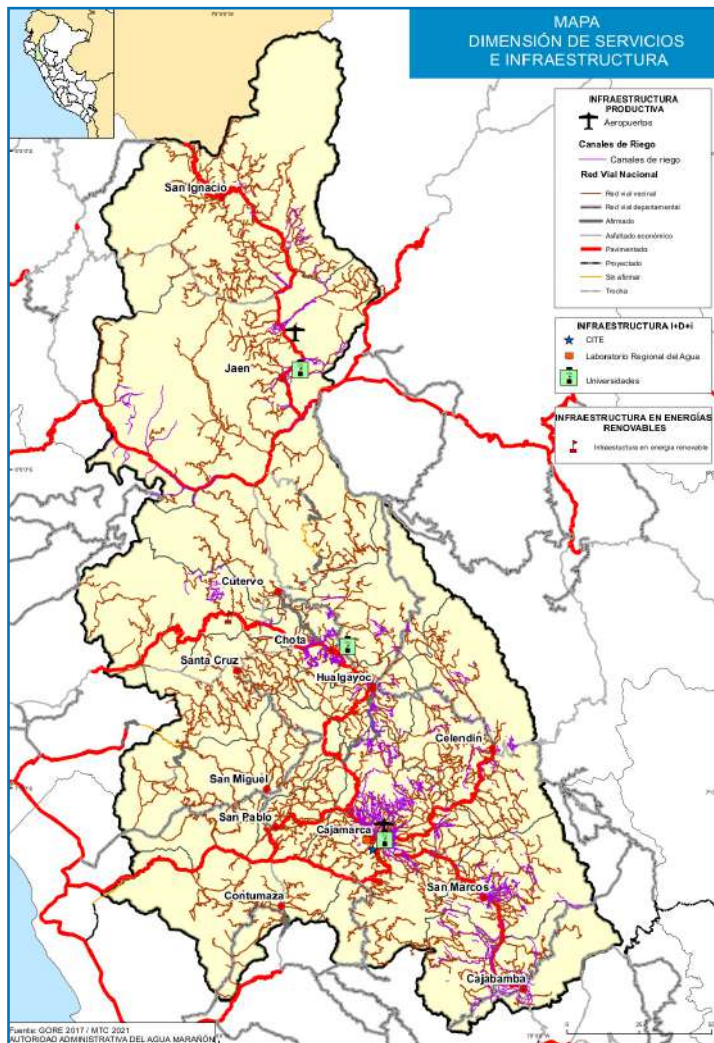 MAPA
DIMENSIÓN DE SERVICIOS
E INFRAESTRUCTURA
INFRAESTRUCTURA
PRODUCTIVA
Aeropuertos
Canales de Riego
Canales de riego
Red Vial Nacional
Red vial vecinal
Red vial departamental
Afirmado
Asfaltado económico
Pavimentado
Proyectado
Sin afirmar
Trocha
INFRAESTRUCTURA I+D+i
CITE
Laboratorio Regional del Agua
Universidades
INFRAESTRUCTURA EN ENERGÍAS
RENOVABLES
Infraestuctura en energía renovable
San Ignacio
Jaen
Cutervo
Chota
Santa Cruz
Hualgayoc
Celendín
San Miguel
San Pablo
Cajamarca
San Marcos
Contumaza
Cajabamba
Fuente: GORE 2017 / MTC 2021
AUTORIDAD ADMINISTRATIVA DEL AGUA MARAÑÓN